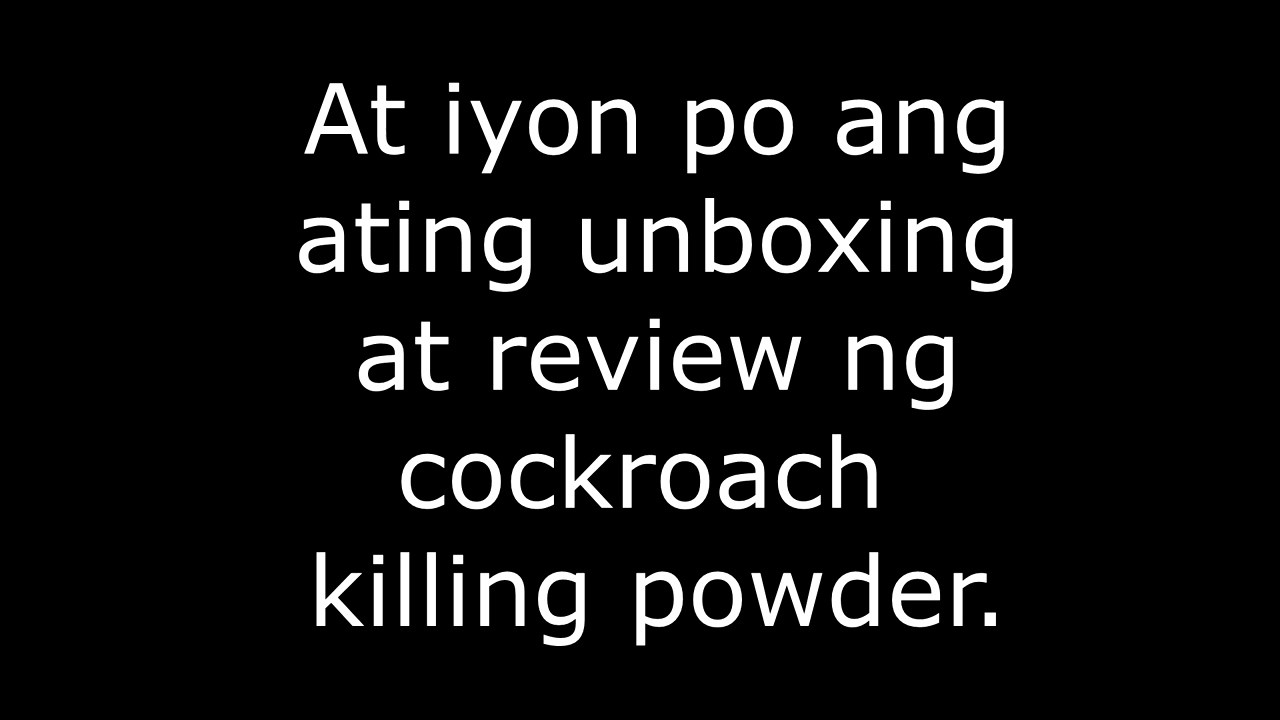 At iyon po ang
ating unboxing
at review ng
cockroach
killing powder.